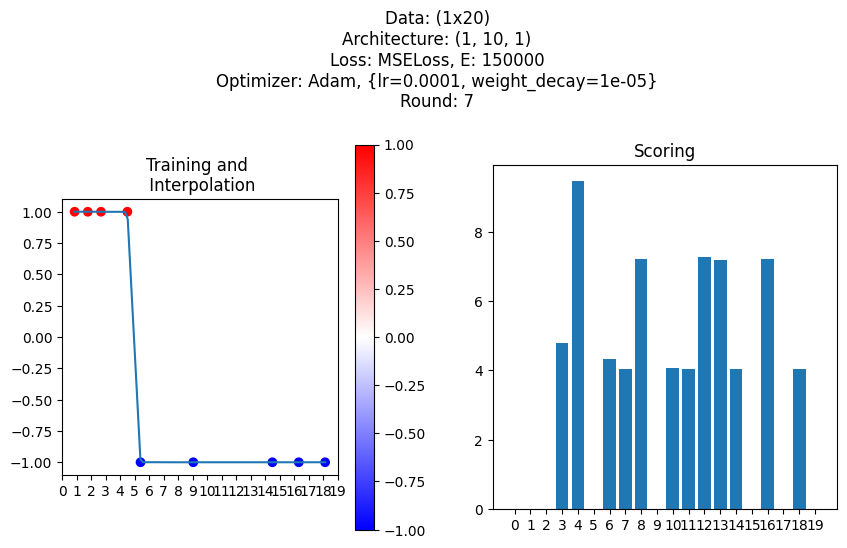 Data: (1x20)
Architecture: (1, 10, 1)
Loss: MSELoss, E: 150000
Optimizer: Adam, {lr=0.0001, weight_decay=1e-05}
Round: 7
Training and
Interpolation
1.00
0.75
0.50
0.25
0.00
−0.25
−0.50
−0.75
−1.00
0 1 2 3 4 5 6 7 8 9 10 11 12 13 14 15 16 17 18 19
1.00
0.75
0.50
0.25
0.00
−0.25
−0.50
−0.75
−1.00
Scoring
8
6
4
2
0
0 1 2 3 4 5 6 7 8 9 10 11 12 13 14 15 16 17 18 19